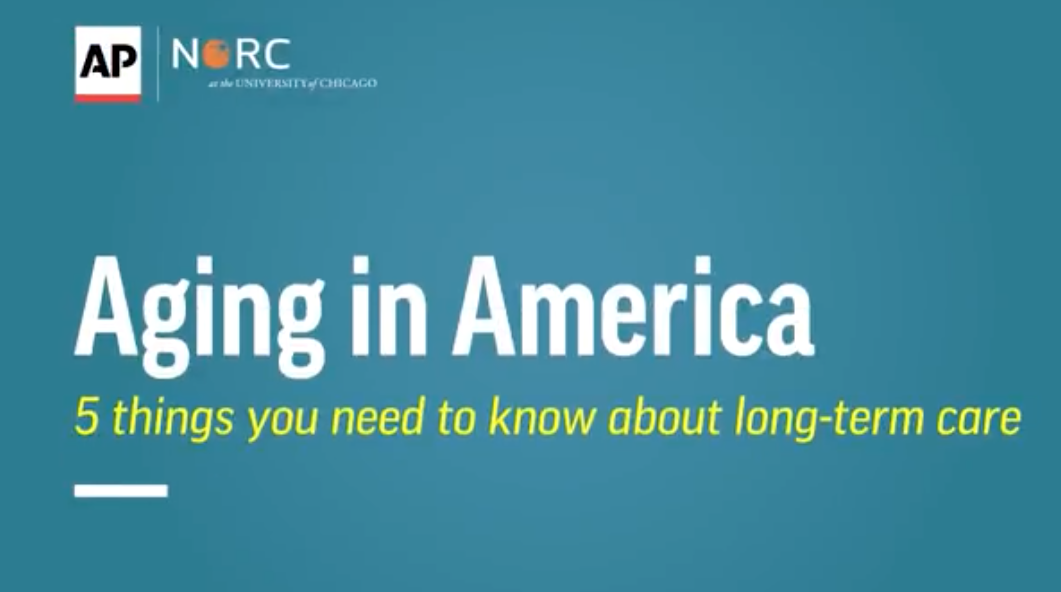 AP
NORC
at the UNIVERSITY of CHICAGO
Aging in America
5 things you need to know about long-term care